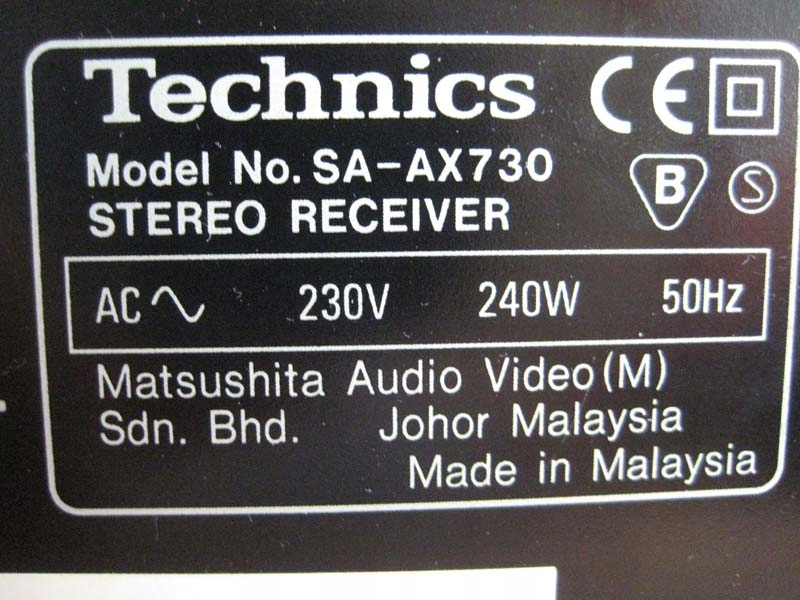 Technics CE
Model No. SA-AX730 B S
STEREO RECEIVER
AC 230V 240W 50Hz
Matsushita Audio Video (M)
Sdn. Bhd. Johor Malaysia
Made in Malaysia